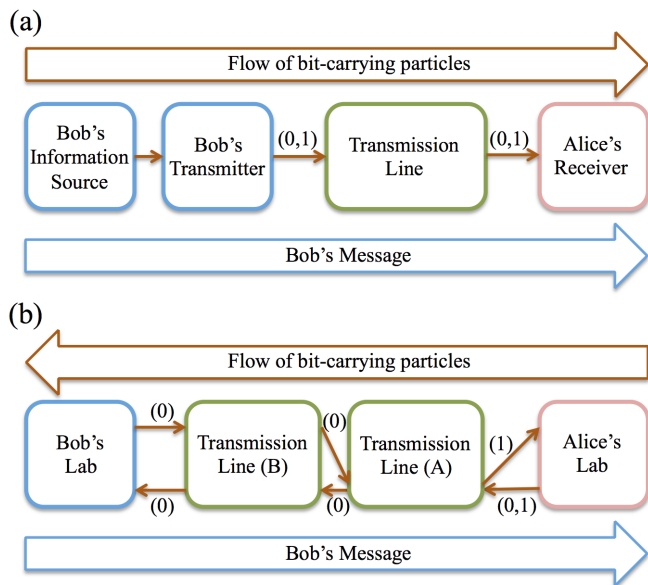 (a)
Flow of bit-carrying particles
Bob's
Information
Source
Bob's
Transmitter
(0,1)
Transmission
Line
(0,1)
Alice's
Receiver
Bob's Message
(b)
Flow of bit-carrying particles
Bob's
Lab
(0)
(0)
Transmission
Line (B)
(0)
(0)
Transmission
Line (A)
(1)
(0,1)
Alice's
Lab
Bob's Message